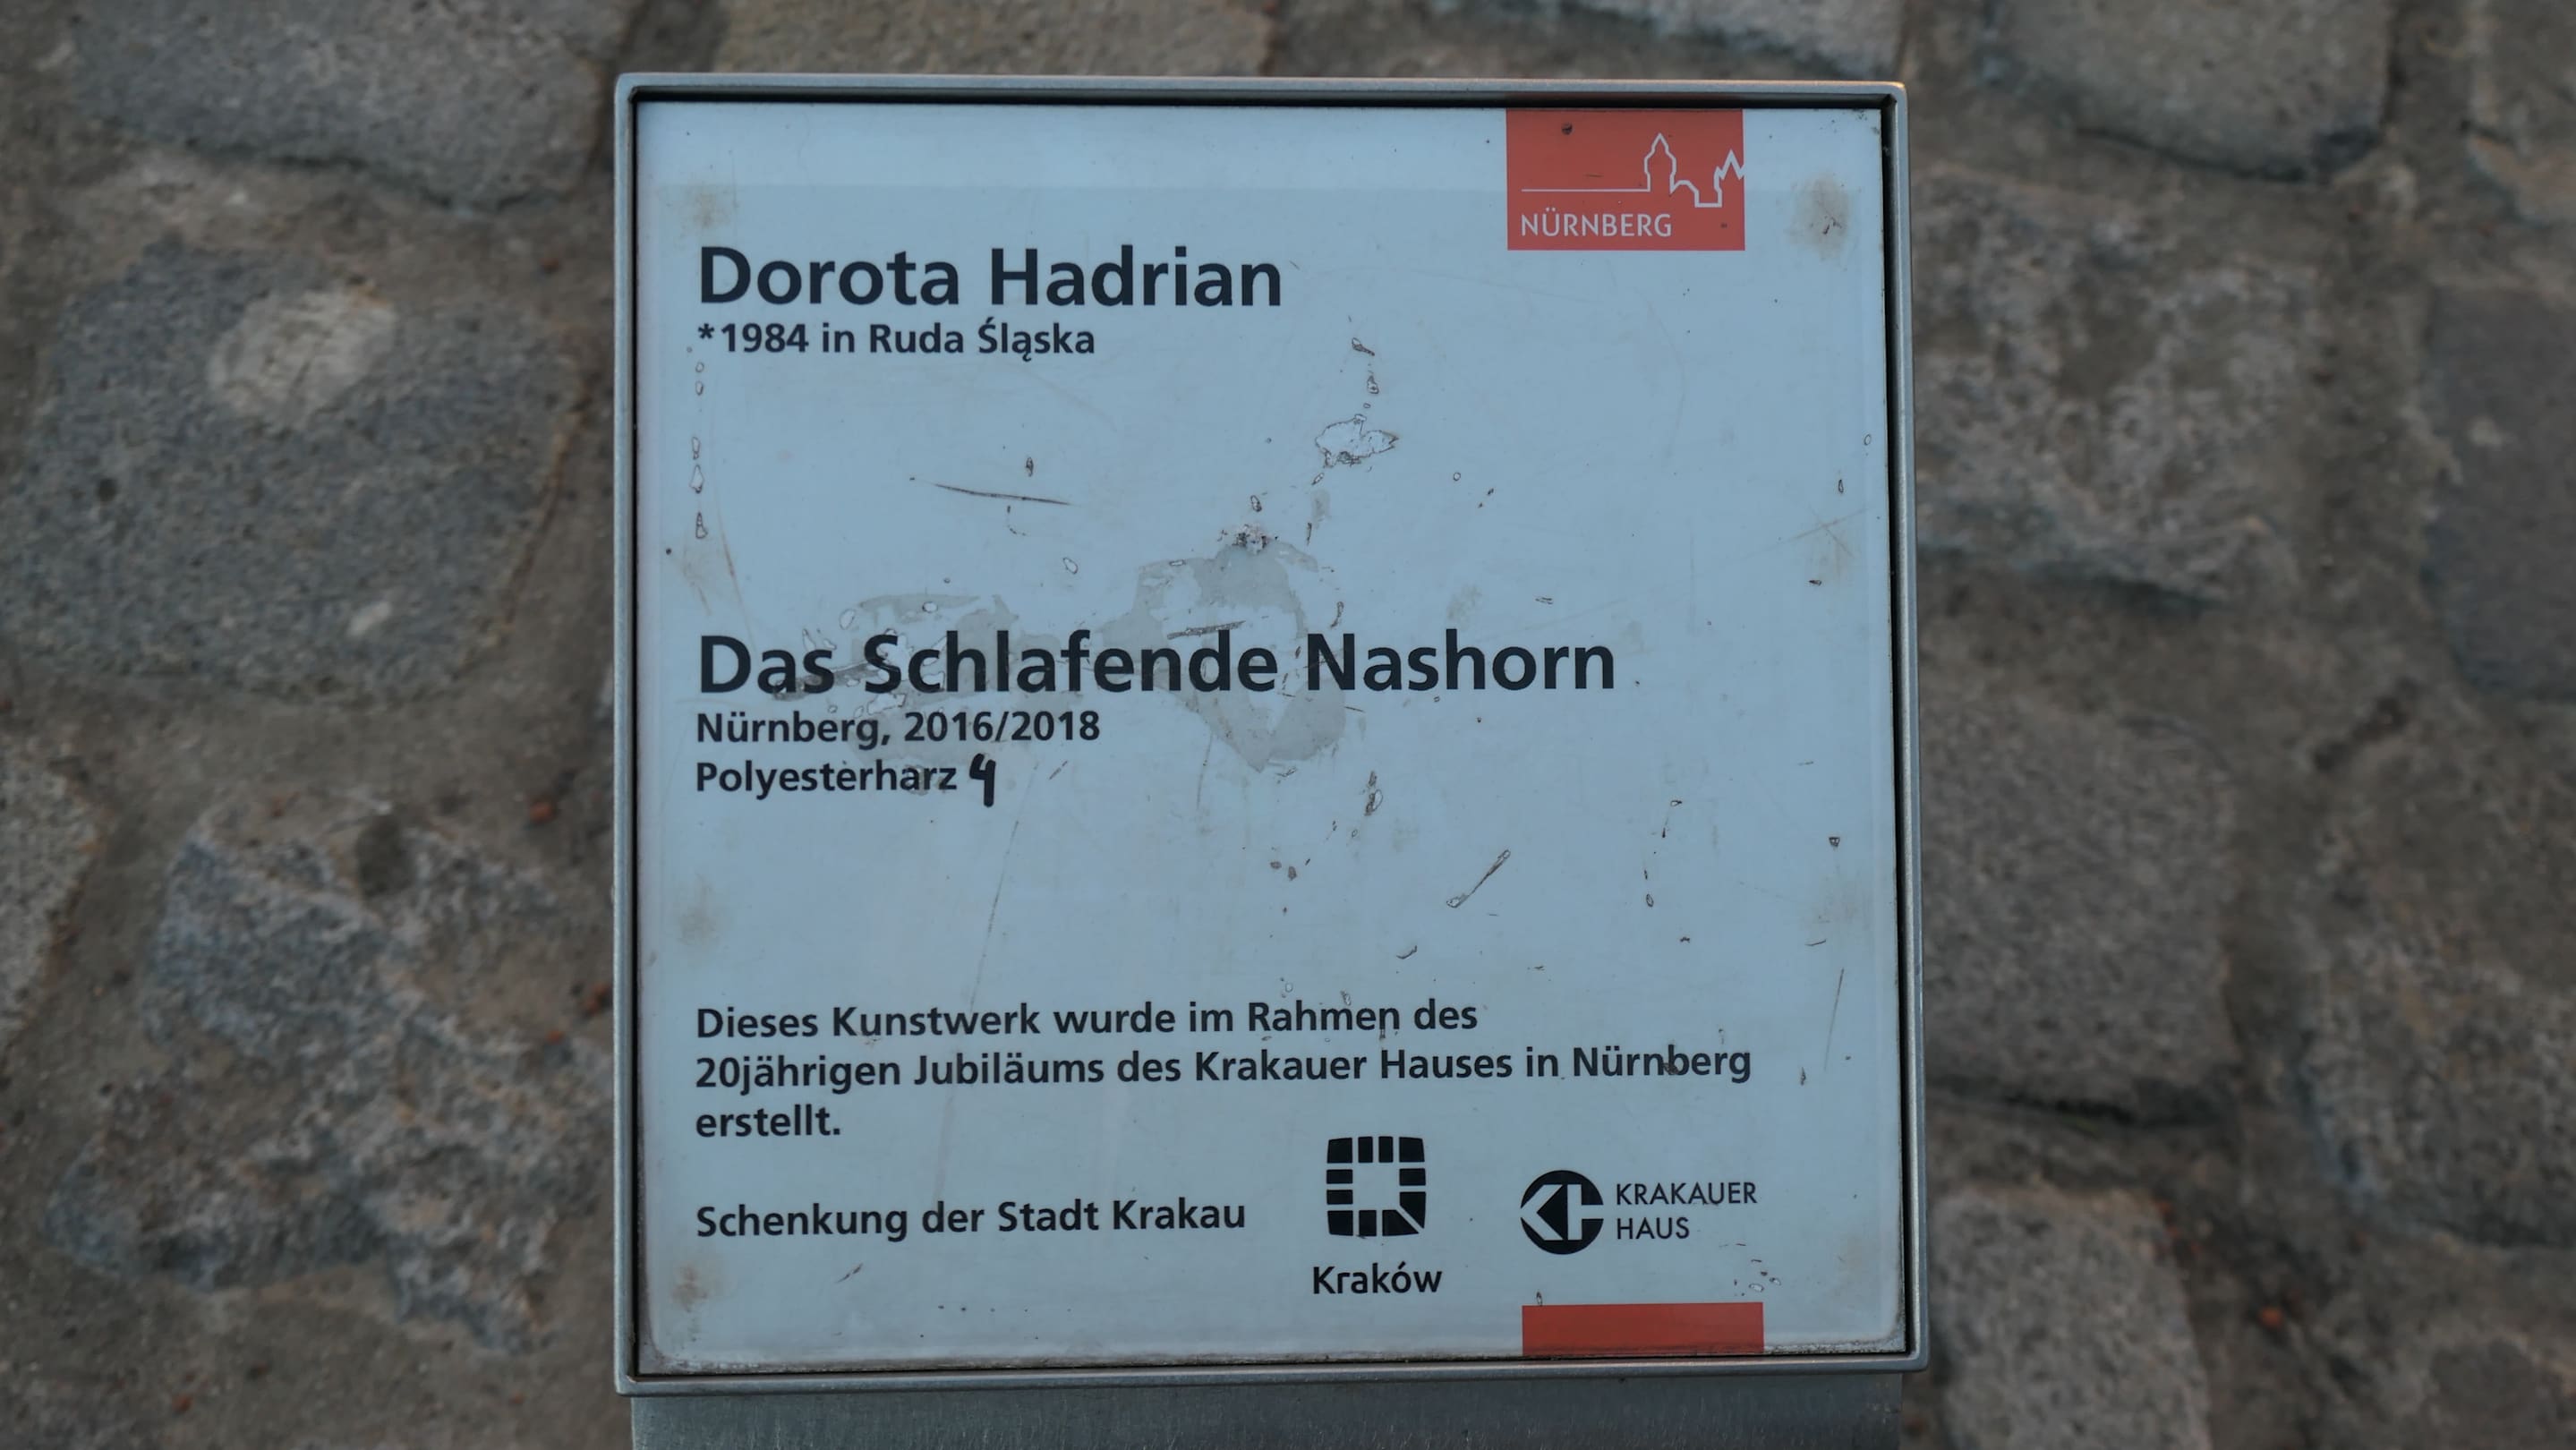 NÜRNBERG
Dorota Hadrian
*1984 in Ruda Śląska
Das Schlafende Nashorn
Nürnberg, 2016/2018
Polyesterharz 4
Dieses Kunstwerk wurde im Rahmen des
20jährigen Jubiläums des Krakauer Hauses in Nürnberg
erstellt.
Schenkung der Stadt Krakau
Kraków
KRAKAUER
HAUS